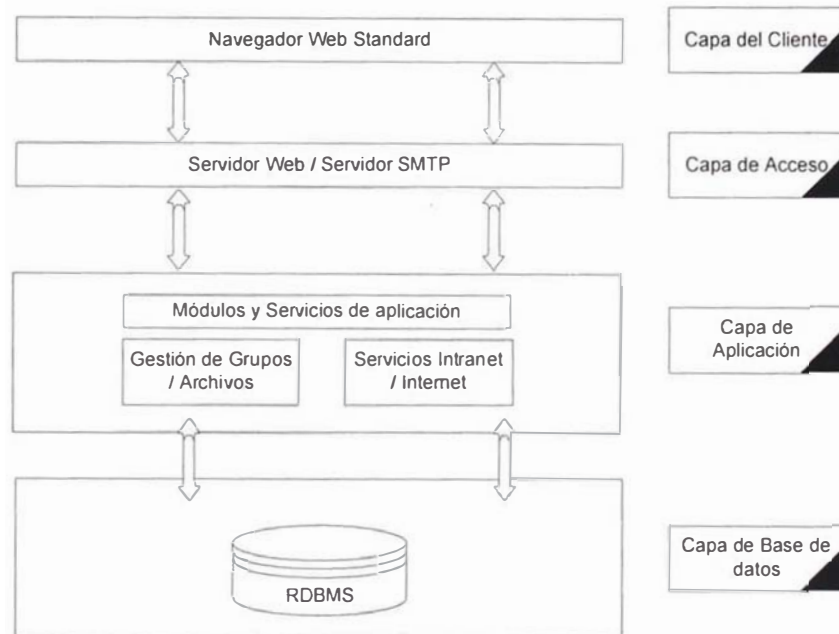 Navegador Web Standard
Capa del Cliente
Servidor Web / Servidor SMTP
Capa de Acceso
Módulos y Servicios de aplicación
Gestión de Grupos
/ Archivos
Servicios Intranet
/ Internet
Capa de
Aplicación
RDBMS
Capa de Base de
datos